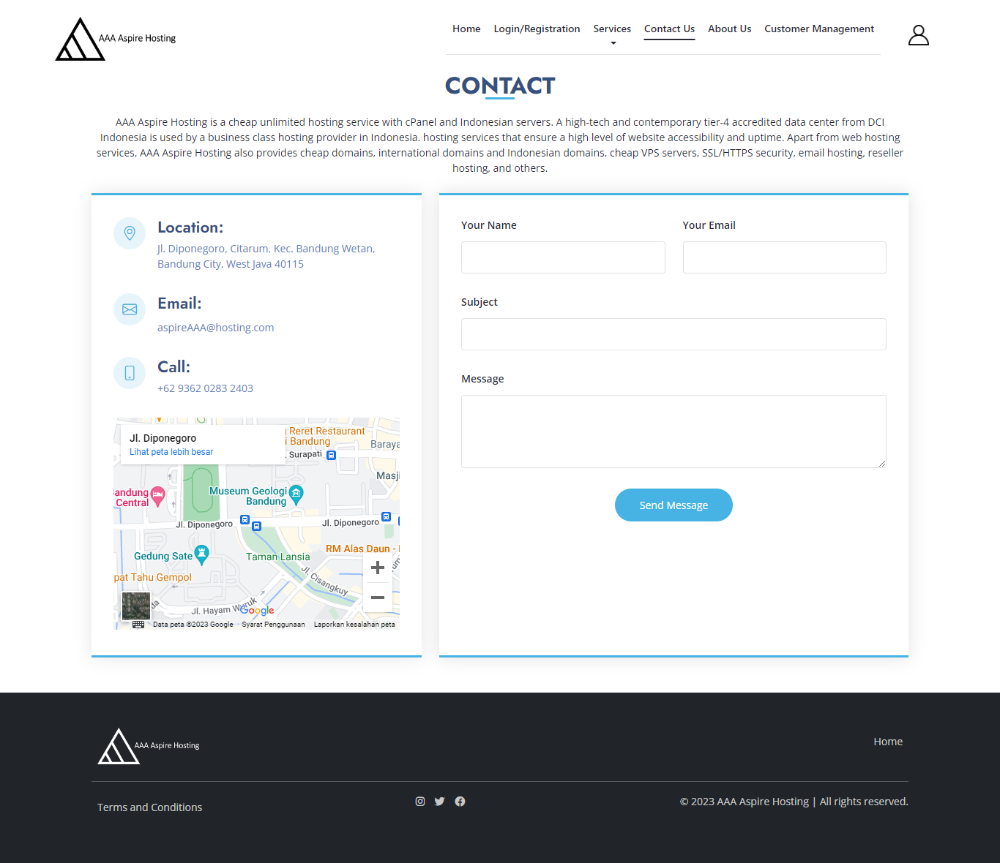 AAA Aspire Hosting
Home Login/Registration Services Contact Us About Us Customer Management
CONTACT
AAA Aspire Hosting is a cheap unlimited hosting service with cPanel and Indonesian servers. A high-tech and contemporary tier-4 accredited data center from DCI
Indonesia is used by a business class hosting provider in Indonesia. hosting services that ensure a high level of website accessibility and uptime. Apart from web hosting
services, AAA Aspire Hosting also provides cheap domains, international domains and Indonesian domains, cheap VPS servers, SSL/HTTPS security, email hosting, reseller
hosting, and others.
Location:
Jl. Diponegoro, Citarum, Kec. Bandung Wetan,
Bandung City, West Java 40115
Email:
aspireAAA@hosting.com
Call:
+62 9362 0283 2403
Jl. Diponegoro
Lihat peta lebih besar
Reret Restaurant
Bandung
Baraya
Surapati
Masj
Bandung
Central
Museum Geologi
Bandung
Jl. Diponegoro
Jl. Diponegoro
RM Alas Daun -
Gedung Sate
Taman Lansia
pat Tahu Gempol
Jl. Cisangkuy
Jl. Hayam Wuruk
Google
Data peta ©2023 Google Syarat Penggunaan Laporkan kesalahan peta
Your Name
Your Email
Subject
Message
Send Message
AAA Aspire Hosting
Home
Terms and Conditions
© 2023 AAA Aspire Hosting | All rights reserved.